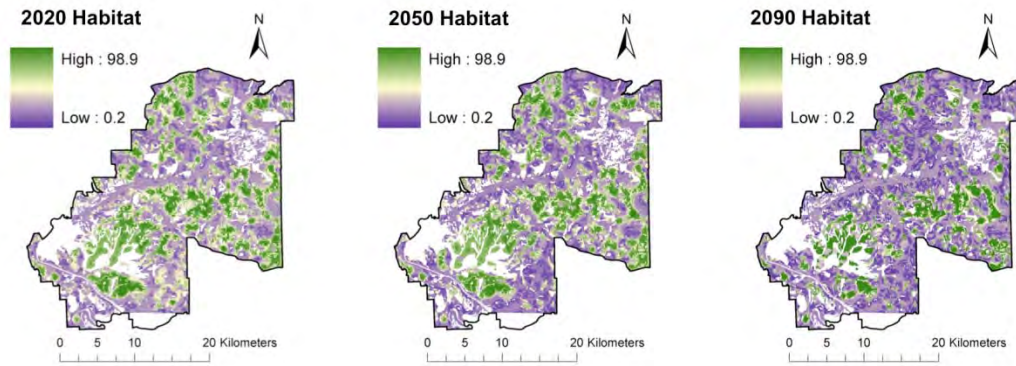 2020 Habitat
N
High : 98.9
Low : 0.2
0 5 10 20 Kilometers
2050 Habitat
N
High : 98.9
Low : 0.2
0 5 10 20 Kilometers
2090 Habitat
N
High : 98.9
Low : 0.2
0 5 10 20 Kilometers